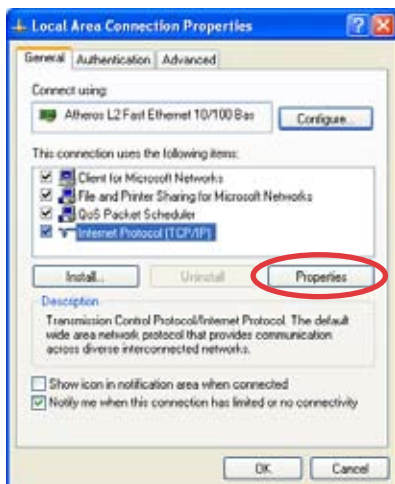 Local Area Connection Properties
General Authentication Advanced
Connect using:
Atheros L2 Fast Ethernet 10/100 Bas
Configure...
This connection uses the following items:
Client for Microsoft Networks
File and Printer Sharing for Microsoft Networks
QoS Packet Scheduler
Internet Protocol (TCP/IP)
Install... Uninstall Properties
Description
Transmission Control Protocol/Internet Protocol. The default
wide area network protocol that provides communication
across diverse interconnected networks.
Show icon in notification area when connected
Notify me when this connection has limited or no connectivity
OK Cancel